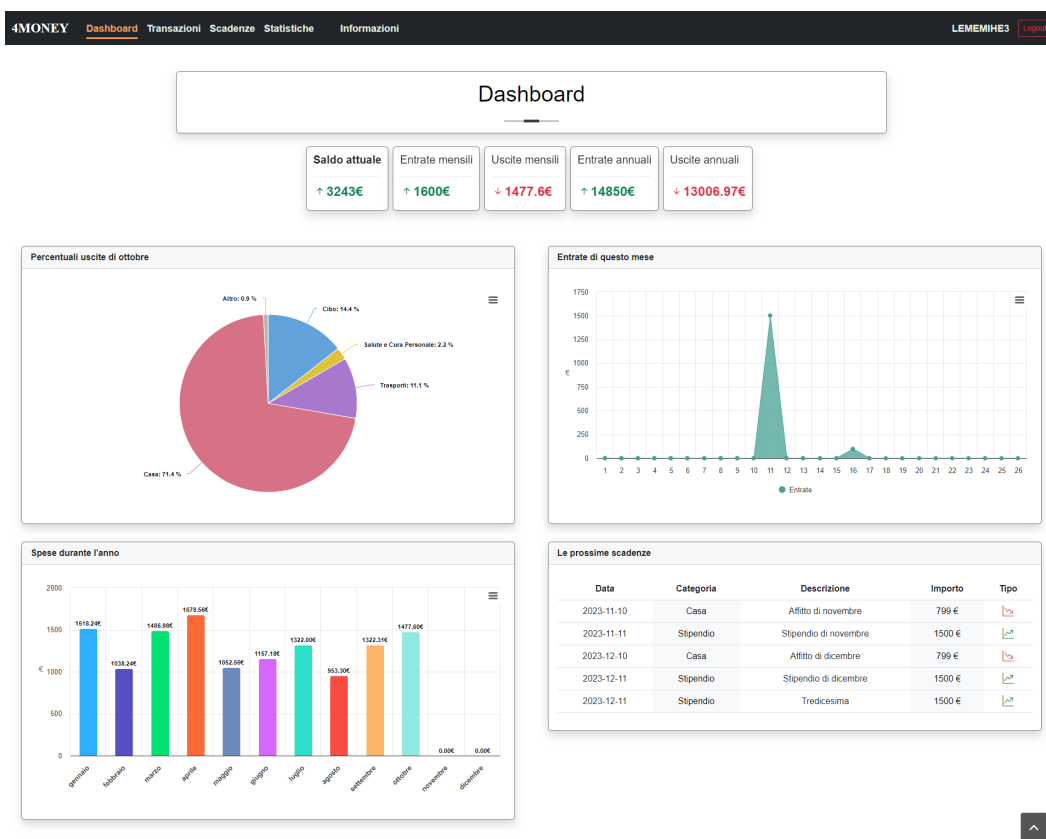 4MONEY Dashboard Transazioni Scadenze Statistiche Informazioni LEMEMIHE3 Logout
Dashboard
Saldo attuale Entrate mensili Uscite mensili Entrate annuali Uscite annuali
↑ 3243€ ↑ 1600€ ↓ 1477.6€ ↑ 14850€ ↓ 13006.97€
Percentuali uscite di ottobre
Altro: 0.9 %
Cibo: 14.4 %
Salute e Cura Personale: 2.2 %
Trasporti: 11.1 %
Casa: 71.4 %
Entrate di questo mese
1750
1500
1250
1000
€
750
500
250
0
1 2 3 4 5 6 7 8 9 10 11 12 13 14 15 16 17 18 19 20 21 22 23 24 25 26
Entrate
Spese durante l'anno
2000
1500
€
1000
500
0
1518.24€ 1038.24€ 1486.98€ 1678.58€ 1052.56€ 1157.18€ 1322.80€ 953.30€ 1322.31€ 1477.60€ 0.00€ 0.00€
gennaio febbraio marzo aprile maggio giugno luglio agosto settembre ottobre novembre dicembre
Le prossime scadenze
Data Categoria Descrizione Importo Tipo
2023-11-10 Casa Affitto di novembre 799 €
2023-11-11 Stipendio Stipendio di novembre 1500 €
2023-12-10 Casa Affitto di dicembre 799 €
2023-12-11 Stipendio Stipendio di dicembre 1500 €
2023-12-11 Stipendio Tredicesima 1500 €